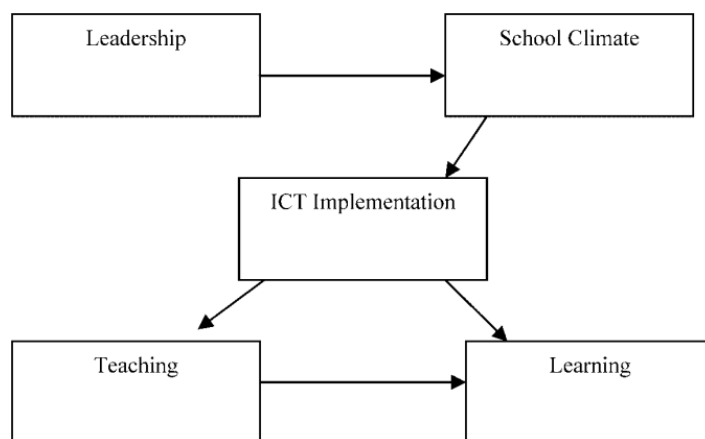 Leadership
School Climate
ICT Implementation
Teaching
Learning